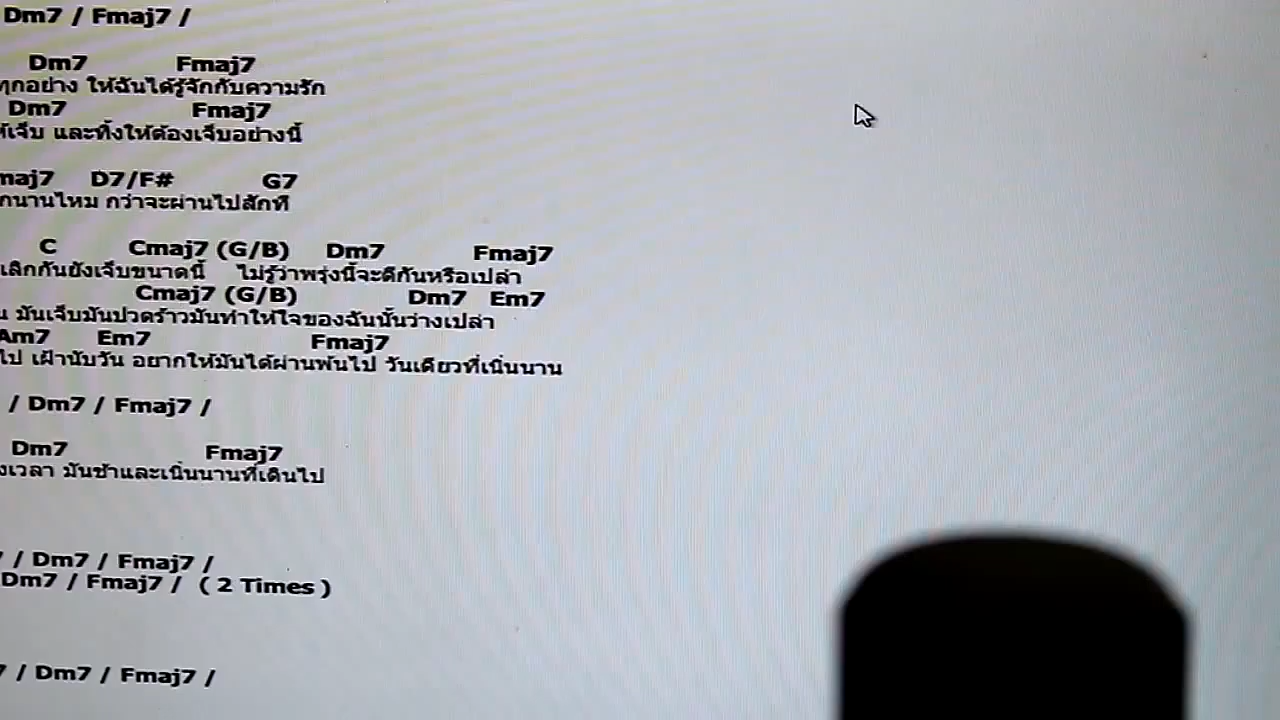 Dm7 / Fmaj7 /
Dm7 Fmaj7
ทุกอย่าง ให้ฉันได้รู้จักกับความรัก
Dm7 Fmaj7
ให้เจ็บ และทิ้งให้ต้องเจ็บอย่างนี้
maj7 D7/F# G7
กนานไหม กว่าจะผ่านไปสักที
C Cmaj7 (G/B) Dm7 Fmaj7
เลิกกันยังเจ็บขนาดนี้ ไม่รู้ว่าพรุ่งนี้จะดีกันหรือเปล่า
Cmaj7 (G/B) Dm7 Em7
มันเจ็บมันปวดร้าวมันทำให้ใจของฉันนั้นว่างเปล่า
Am7 Em7 Fmaj7
ไป เฝ้านับวัน อยากให้มันได้ผ่านพ้นไป วันเดียวที่เนิ่นนาน
/ Dm7 / Fmaj7 /
Dm7 Fmaj7
งเวลา มันช้าและเนิ่นนานที่เดินไป
/ Dm7 / Fmaj7 /
Dm7 / Fmaj7 / ( 2 Times )
7 / Dm7 / Fmaj7 /